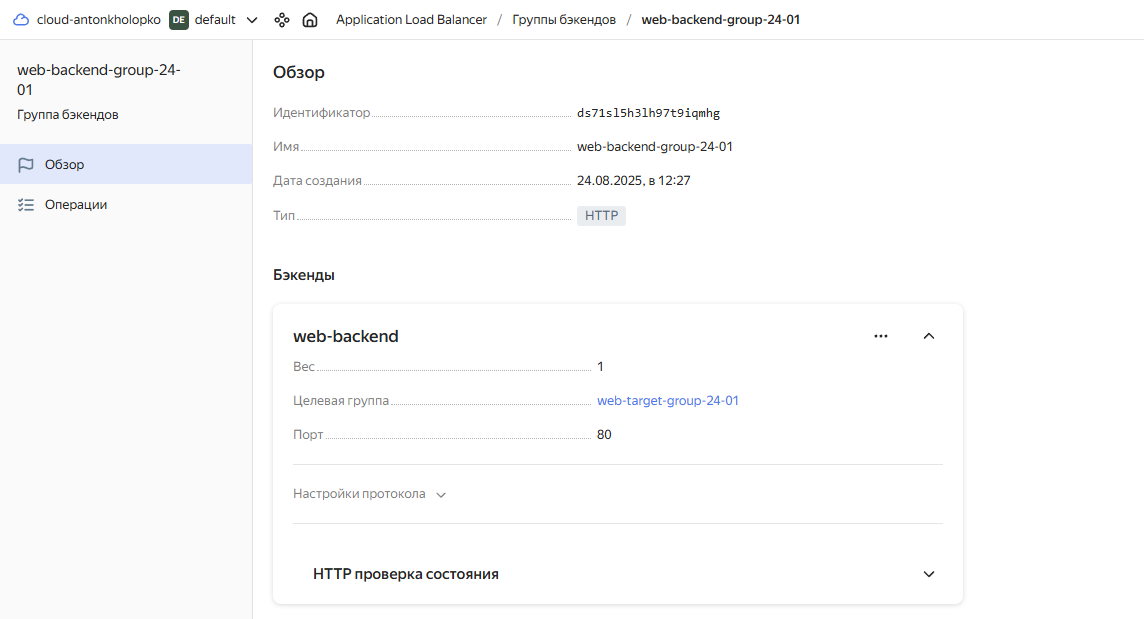 cloud-antonkholopko DE default Application Load Balancer / Группы бэкендов / web-backend-group-24-01
web-backend-group-24-
01
Группа бэкендов
Обзор
Операции
Обзор
Идентификатор ds71sl5h3lh97t9iqmhg
Имя web-backend-group-24-01
Дата создания 24.08.2025, в 12:27
Тип HTTP
Бэкенды
web-backend
Вес 1
Целевая группа web-target-group-24-01
Порт 80
Настройки протокола
HTTP проверка состояния